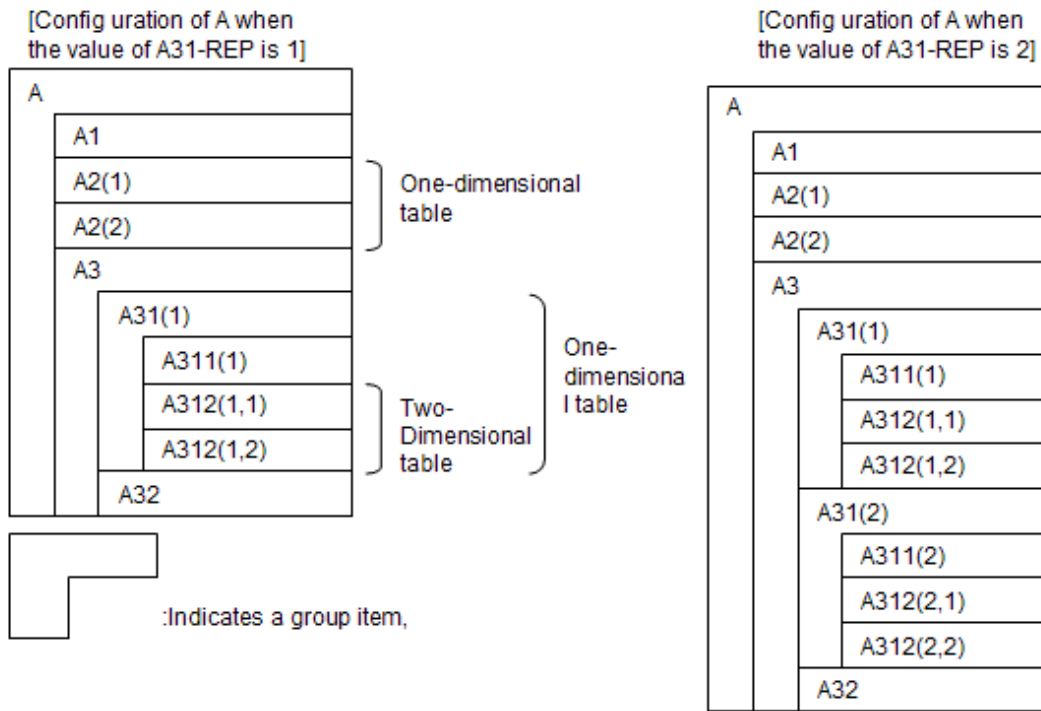 [Config uration of A when
the value of A31-REP is 1]
A
A1
A2(1)
A2(2)
One-dimensional
table
A3
A31(1)
A311(1)
A312(1,1)
A312(1,2)
Two-
Dimensional
table
One-
dimensiona
l table
A32
:Indicates a group item,
[Config uration of A when
the value of A31-REP is 2]
A
A1
A2(1)
A2(2)
A3
A31(1)
A311(1)
A312(1,1)
A312(1,2)
A31(2)
A311(2)
A312(2,1)
A312(2,2)
A32